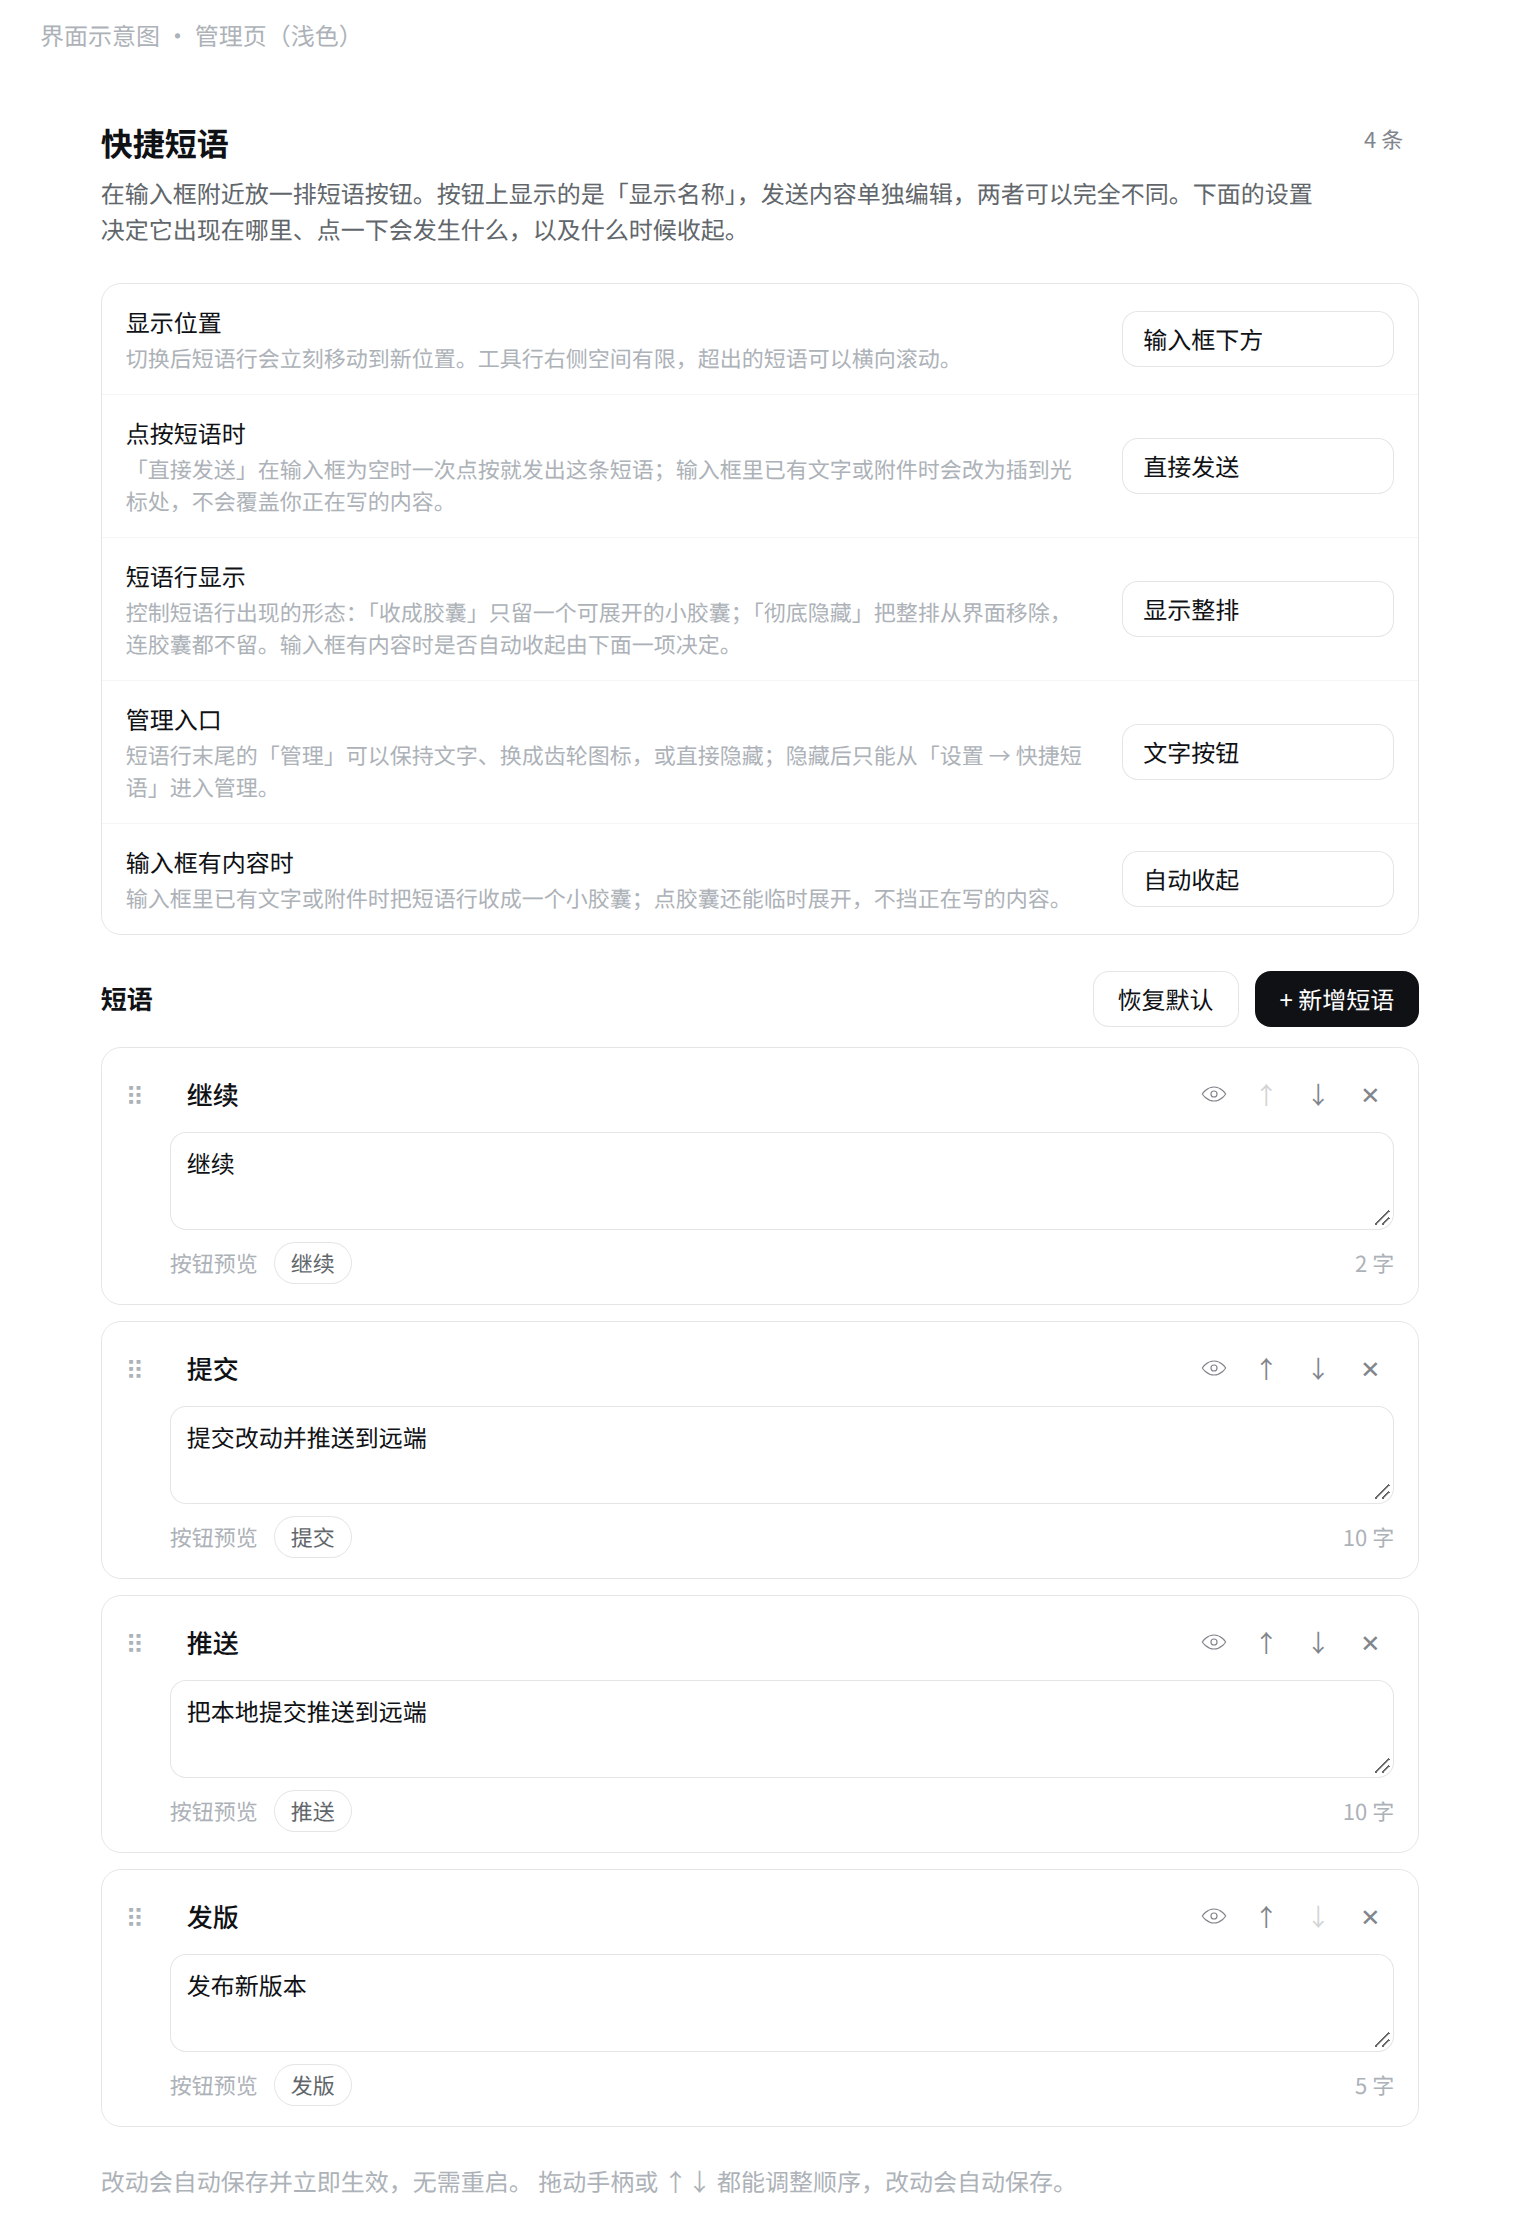 界面示意图 · 管理页（浅色）
快捷短语
4 条
在输入框附近放一排短语按钮。按钮上显示的是「显示名称」，发送内容单独编辑，两者可以完全不同。下面的设置
决定它出现在哪里、点一下会发生什么，以及什么时候收起。
显示位置
切换后短语行会立刻移动到新位置。工具行右侧空间有限，超出的短语可以横向滚动。
输入框下方
点按短语时
「直接发送」在输入框为空时一次点按就发出这条短语；输入框里已有文字或附件时会改为插到光
标处，不会覆盖你正在写的内容。
直接发送
短语行显示
控制短语行出现的形态：「收成胶囊」只留一个可展开的小胶囊；「彻底隐藏」把整排从界面移除，
连胶囊都不留。输入框有内容时是否自动收起由下面一项决定。
显示整排
管理入口
短语行末尾的「管理」可以保持文字、换成齿轮图标，或直接隐藏；隐藏后只能从「设置 → 快捷短
语」进入管理。
文字按钮
输入框有内容时
输入框里已有文字或附件时把短语行收成一个小胶囊；点胶囊还能临时展开，不挡正在写的内容。
自动收起
短语
恢复默认
+ 新增短语
继续
↑ ↓ ✕
继续
按钮预览 继续
2 字
提交
↑ ↓ ✕
提交改动并推送到远端
按钮预览 提交
10 字
推送
↑ ↓ ✕
把本地提交推送到远端
按钮预览 推送
10 字
发版
↑ ↓ ✕
发布新版本
按钮预览 发版
5 字
改动会自动保存并立即生效，无需重启。 拖动手柄或 ↑↓ 都能调整顺序，改动会自动保存。